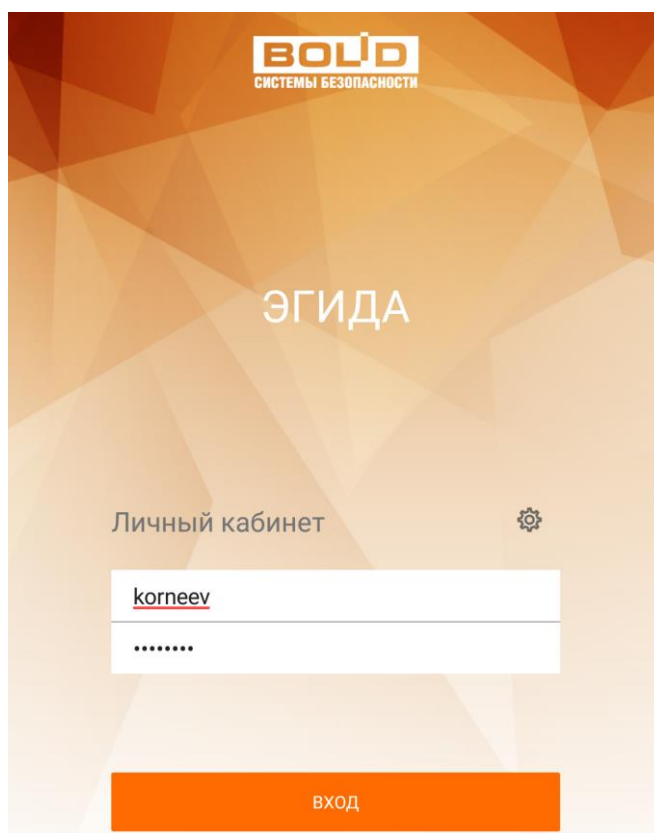 BOLID
СИСТЕМЫ БЕЗОПАСНОСТИ
ЭГИДА
Личный кабинет
korneev
••••••••
ВХОД